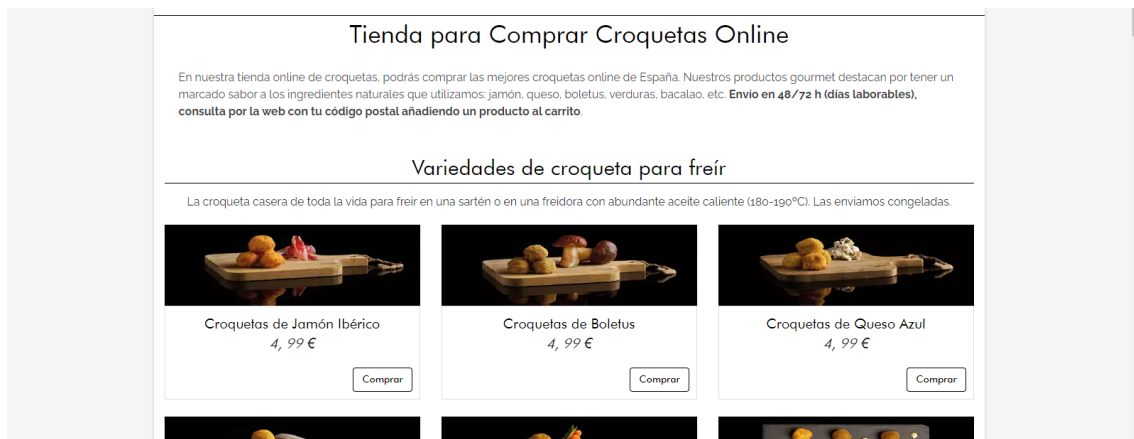 Tienda para Comprar Croquetas Online
En nuestra tienda online de croquetas, podrás comprar las mejores croquetas online de España. Nuestros productos gourmet destacan por tener un
marcado sabor a los ingredientes naturales que utilizamos: jamón, queso, boletus, verduras, bacalao, etc. Envío en 48/72 h (días laborables),
consulta por la web con tu código postal añadiendo un producto al carrito.
Variedades de croqueta para freír
La croqueta casera de toda la vida para freir en una sartén o en una freidora con abundante aceite caliente (180-190ºC). Las enviamos congeladas.
Croquetas de Jamón Ibérico
4, 99 €
Comprar
Croquetas de Boletus
4, 99 €
Comprar
Croquetas de Queso Azul
4, 99 €
Comprar